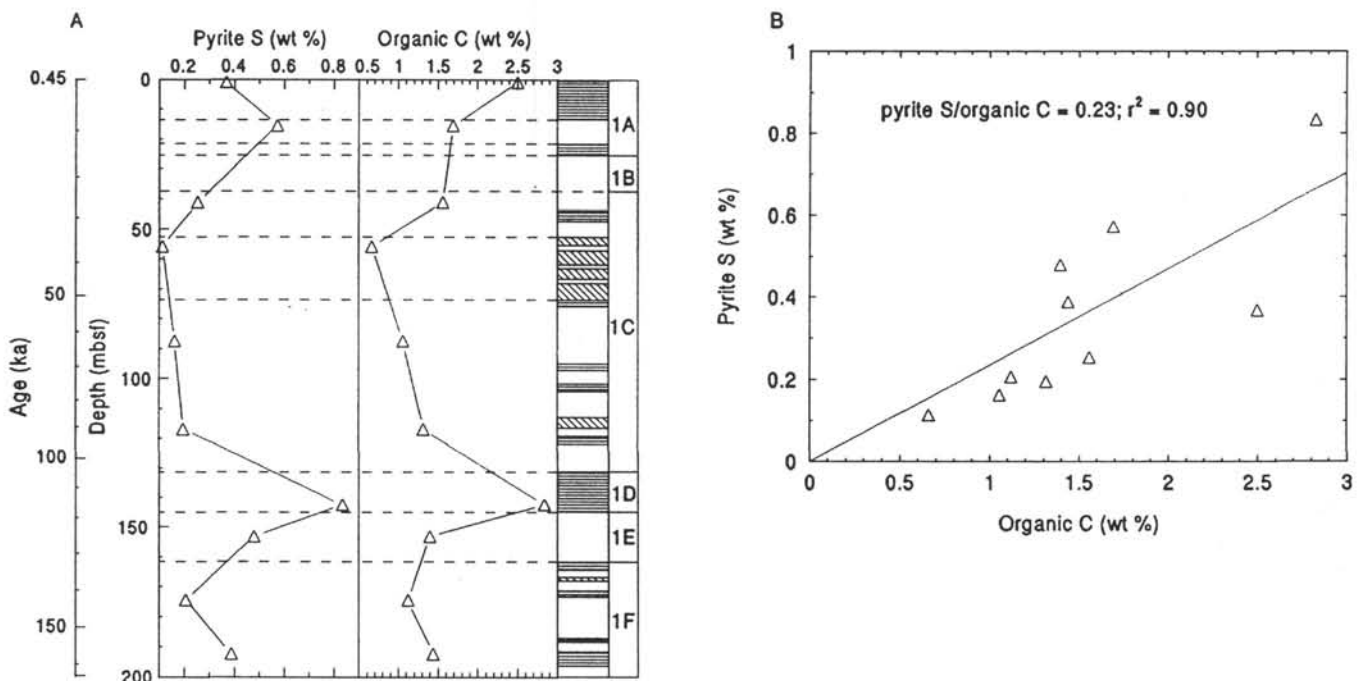 A
Pyrite S (wt %) Organic C (wt %)
0.2 0.4 0.6 0.8 0.5 1 1.5 2 2.5 3
0.45 0
50
50
100
100
150
150
200
Age (ka)
Depth (mbsf)
1A
1B
1C
1D
1E
1F
B
pyrite S/organic C = 0.23; r² = 0.90
1
0.8
0.6
0.4
0.2
0
Pyrite S (wt %)
0 0.5 1 1.5 2 2.5 3
Organic C (wt %)